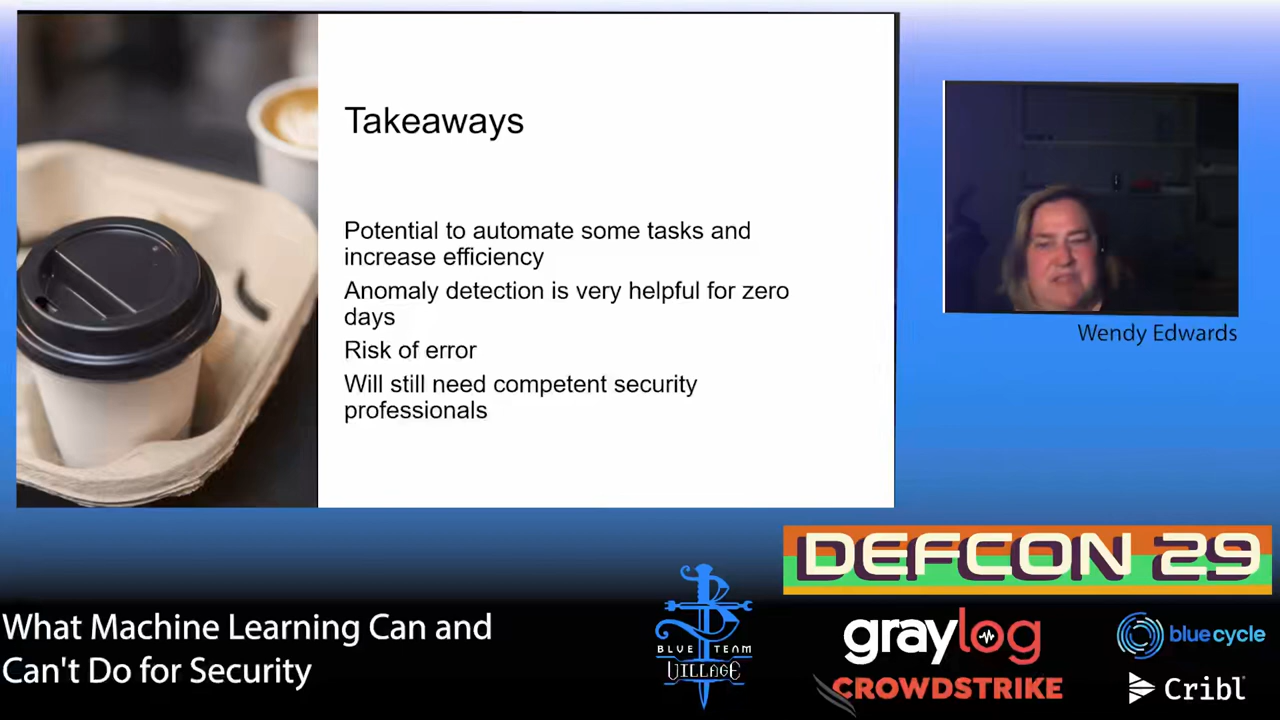 Takeaways
Potential to automate some tasks and
increase efficiency
Anomaly detection is very helpful for zero
days
Risk of error
Will still need competent security
professionals
Wendy Edwards
DEFCON 29
What Machine Learning Can and
Can't Do for Security
BLUE TEAM
VILLAGE
graylog
bluecycle
CROWDSTRIKE
Cribl